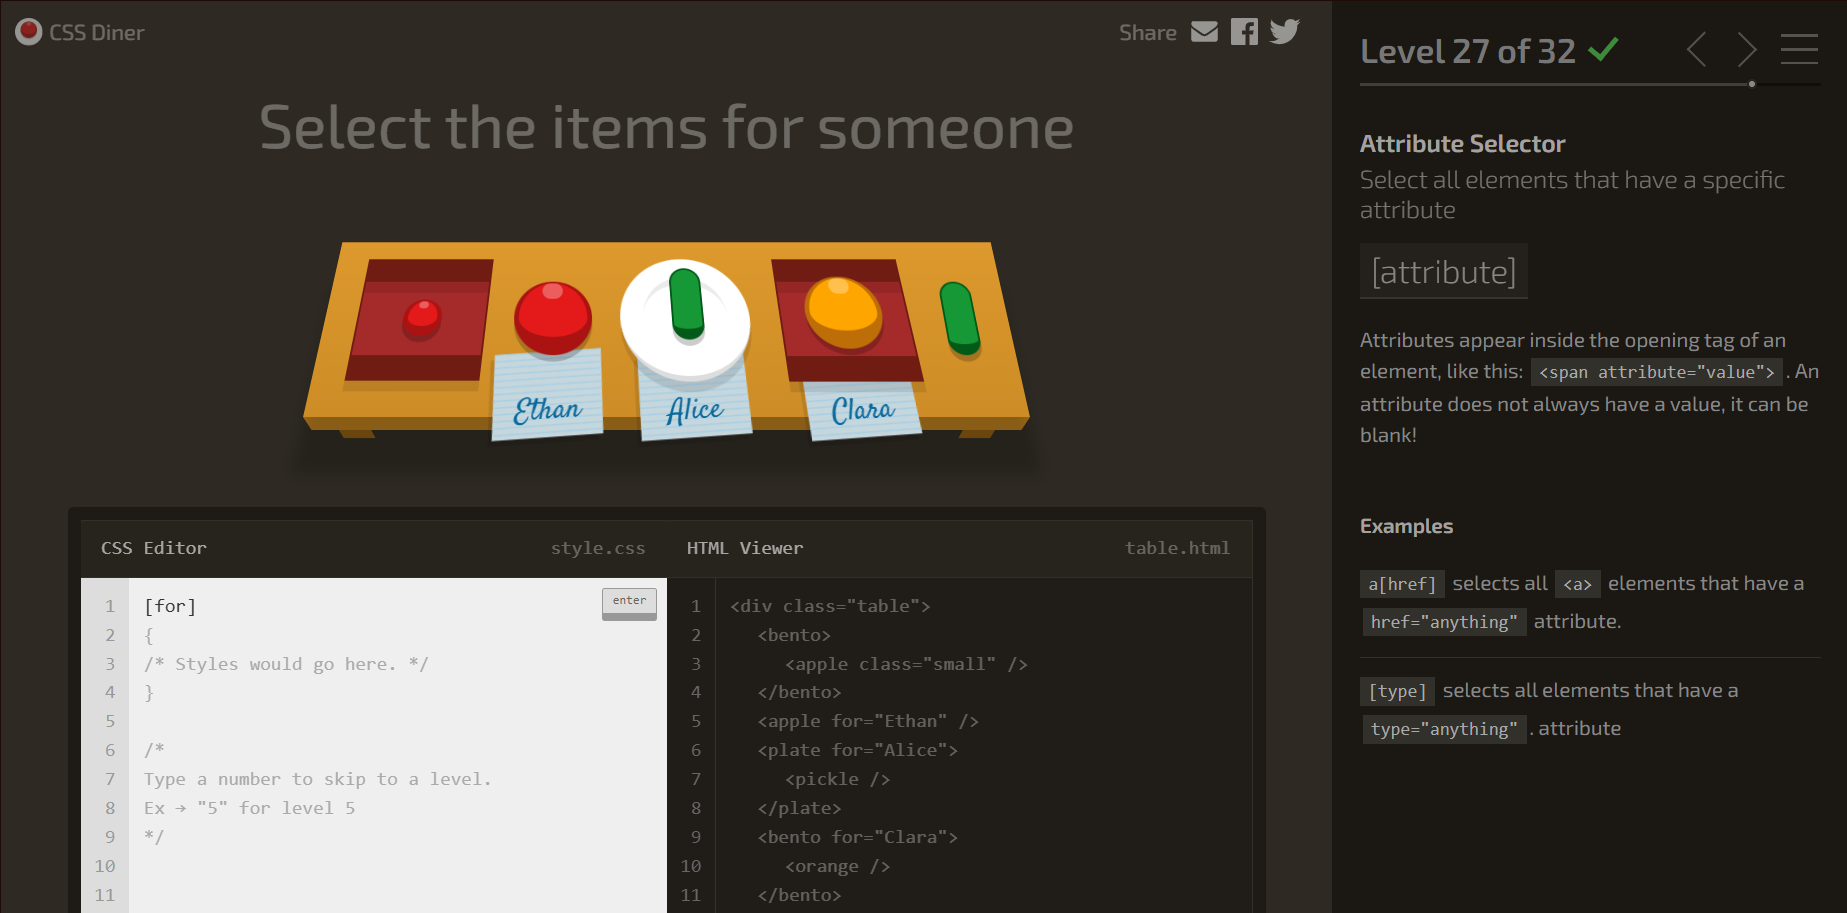 CSS Diner
Share
Select the items for someone
Ethan
Alice
Clara
CSS Editor
style.css
1 [for]
2 {
3 /* Styles would go here. */
4 }
5
6 /*
7 Type a number to skip to a level.
8 Ex → "5" for level 5
9 */
10
11
enter
HTML Viewer
table.html
1 <div class="table">
2 <bento>
3 <apple class="small" />
4 </bento>
5 <apple for="Ethan" />
6 <plate for="Alice">
7 <pickle />
8 </plate>
9 <bento for="Clara">
10 <orange />
11 </bento>
Level 27 of 32
Attribute Selector
Select all elements that have a specific
attribute
[attribute]
Attributes appear inside the opening tag of an
element, like this: <span attribute="value"> . An
attribute does not always have a value, it can be
blank!
Examples
a[href] selects all <a> elements that have a
href="anything" attribute.
[type] selects all elements that have a
type="anything" . attribute